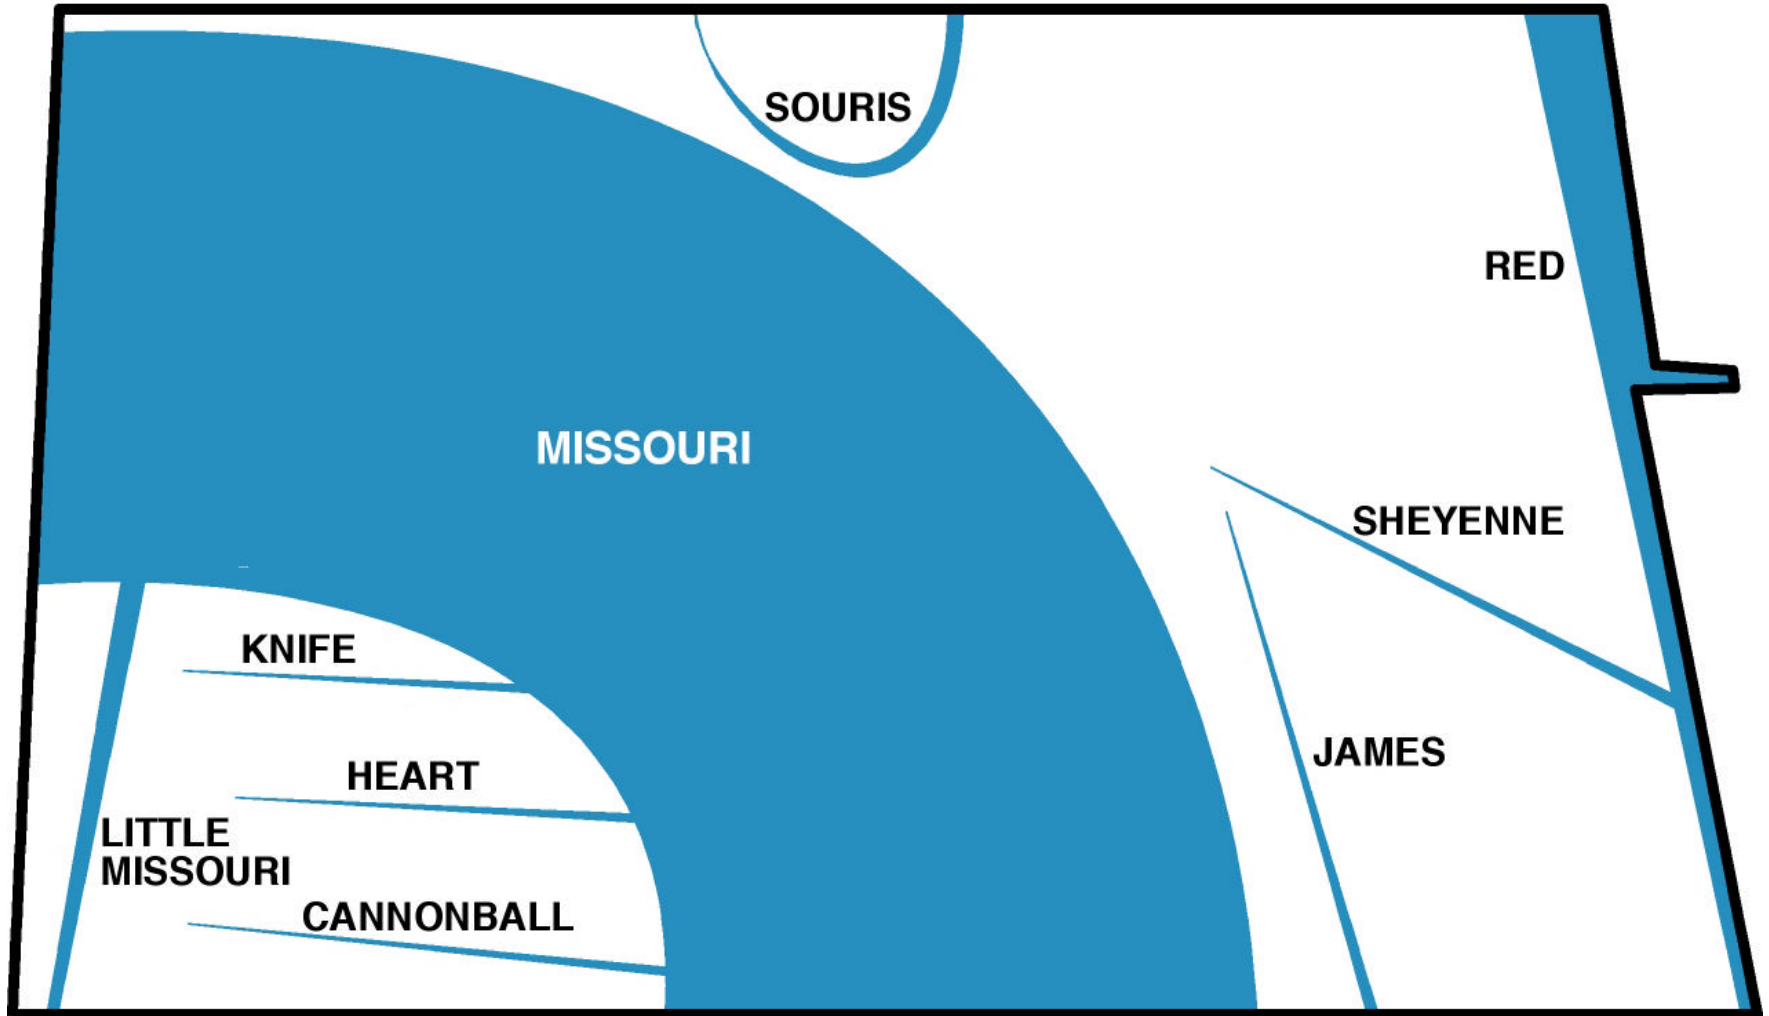 SOURIS
RED
MISSOURI
SHEYENNE
KNIFE
JAMES
HEART
LITTLE
MISSOURI
CANNONBALL